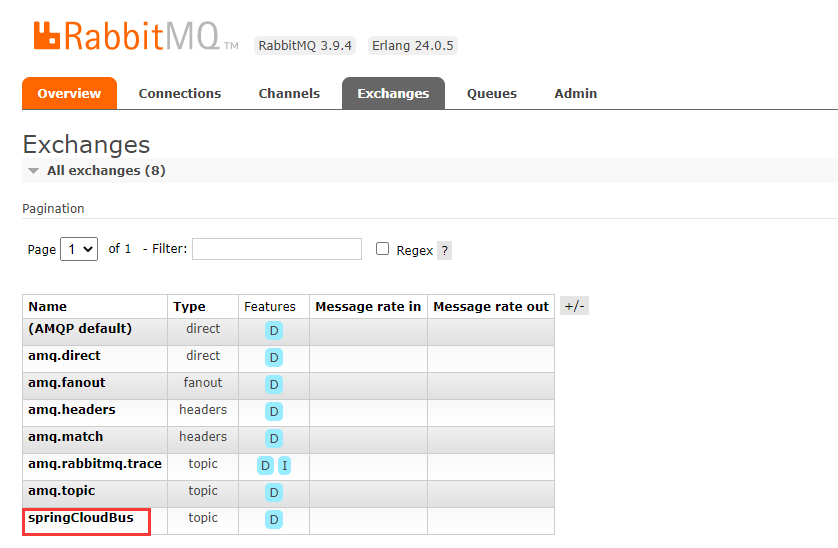 RabbitMQ TM RabbitMQ 3.9.4 Erlang 24.0.5
Overview Connections Channels Exchanges Queues Admin
Exchanges
All exchanges (8)
Pagination
Page 1 of 1 - Filter: Regex ?
Name Type Features Message rate in Message rate out +/-
(AMQP default) direct D
amq.direct direct D
amq.fanout fanout D
amq.headers headers D
amq.match headers D
amq.rabbitmq.trace topic D I
amq.topic topic D
springCloudBus topic D